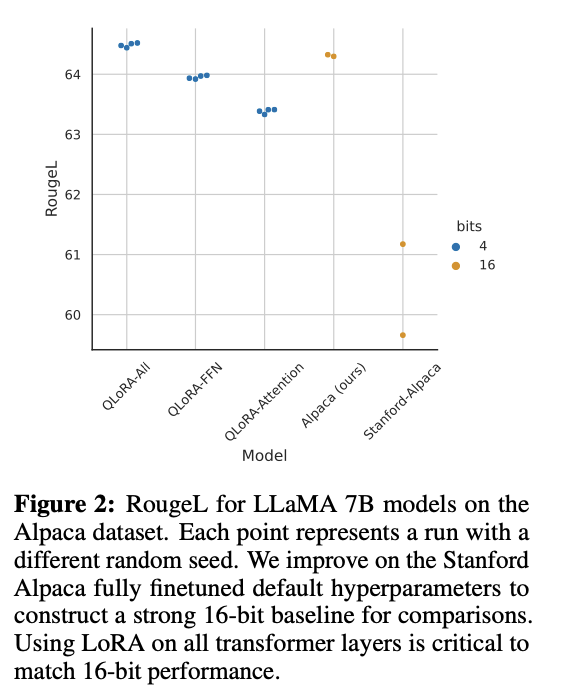 64
63
62
61
60
RougeL
bits
4
16
QLoRA-All
QLoRA-FFN
QLoRA-Attention
Alpaca (ours)
Stanford-Alpaca
Model
Figure 2: RougeL for LLaMA 7B models on the
Alpaca dataset. Each point represents a run with a
different random seed. We improve on the Stanford
Alpaca fully finetuned default hyperparameters to
construct a strong 16-bit baseline for comparisons.
Using LoRA on all transformer layers is critical to
match 16-bit performance.